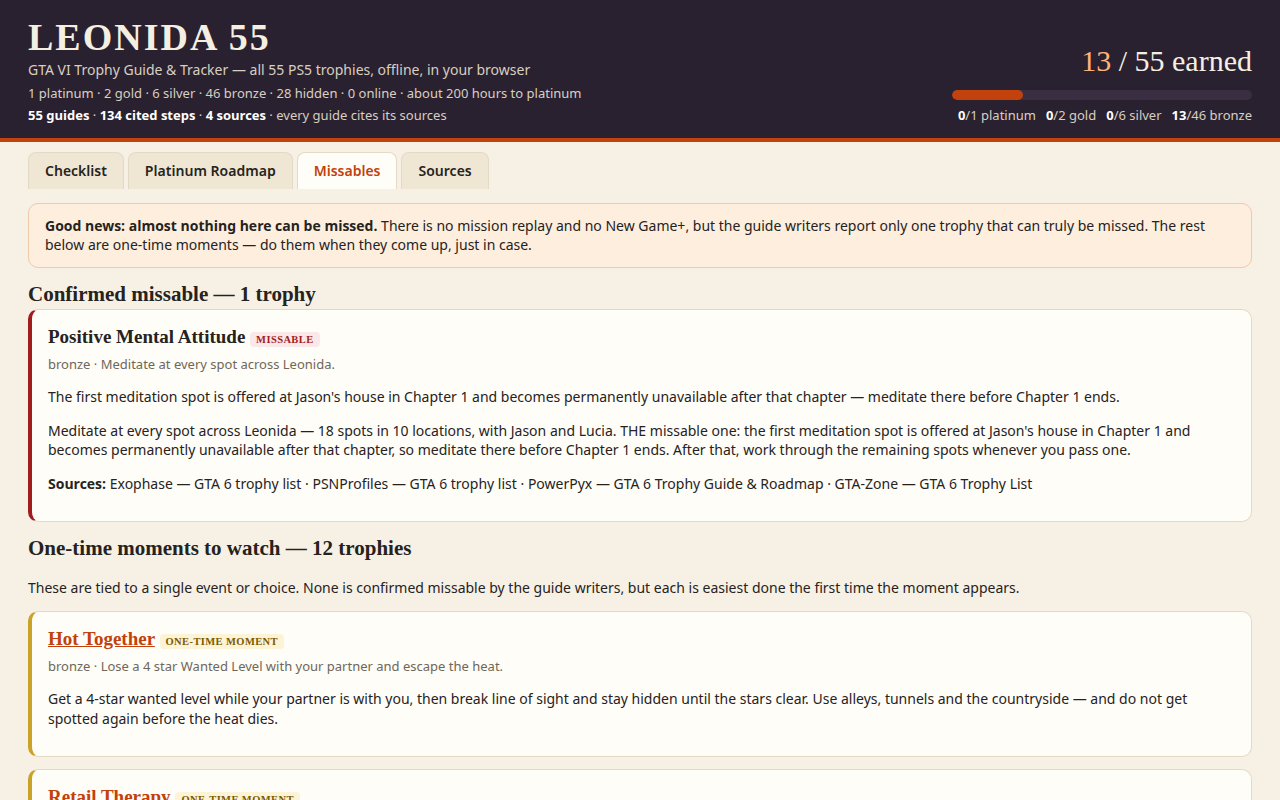 LEONIDA 55
GTA VI Trophy Guide & Tracker — all 55 PS5 trophies, offline, in your browser
1 platinum · 2 gold · 6 silver · 46 bronze · 28 hidden · 0 online · about 200 hours to platinum
55 guides · 134 cited steps · 4 sources · every guide cites its sources
13 / 55 earned
0/1 platinum 0/2 gold 0/6 silver 13/46 bronze
Checklist
Platinum Roadmap
Missables
Sources
Good news: almost nothing here can be missed. There is no mission replay and no New Game+, but the guide writers report only one trophy that can truly be missed. The rest
below are one-time moments — do them when they come up, just in case.
Confirmed missable — 1 trophy
Positive Mental Attitude MISSABLE
bronze · Meditate at every spot across Leonida.
The first meditation spot is offered at Jason's house in Chapter 1 and becomes permanently unavailable after that chapter — meditate there before Chapter 1 ends.
Meditate at every spot across Leonida — 18 spots in 10 locations, with Jason and Lucia. THE missable one: the first meditation spot is offered at Jason's house in Chapter 1 and
becomes permanently unavailable after that chapter, so meditate there before Chapter 1 ends. After that, work through the remaining spots whenever you pass one.
Sources: Exophase — GTA 6 trophy list · PSNProfiles — GTA 6 trophy list · PowerPyx — GTA 6 Trophy Guide & Roadmap · GTA-Zone — GTA 6 Trophy List
One-time moments to watch — 12 trophies
These are tied to a single event or choice. None is confirmed missable by the guide writers, but each is easiest done the first time the moment appears.
Hot Together ONE-TIME MOMENT
bronze · Lose a 4 star Wanted Level with your partner and escape the heat.
Get a 4-star wanted level while your partner is with you, then break line of sight and stay hidden until the stars clear. Use alleys, tunnels and the countryside — and do not get
spotted again before the heat dies.
Retail Therapy ONE-TIME MOMENT